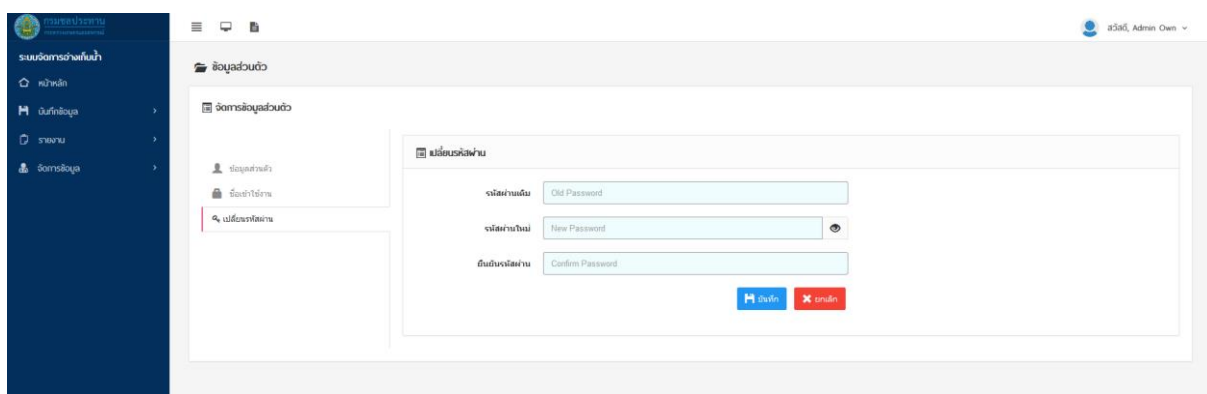 กรมชลประทาน
สวัสดี, Admin Own
ระบบจัดการอ่างเก็บน้ำ
หน้าหลัก
บันทึกข้อมูล
รายงาน
จัดการข้อมูล
ข้อมูลส่วนตัว
จัดการข้อมูลส่วนตัว
ข้อมูลส่วนตัว
ชื่อเข้าใช้งาน
เปลี่ยนรหัสผ่าน
เปลี่ยนรหัสผ่าน
รหัสผ่านเดิม Old Password
รหัสผ่านใหม่ New Password
ยืนยันรหัสผ่าน Confirm Password
บันทึก ยกเลิก